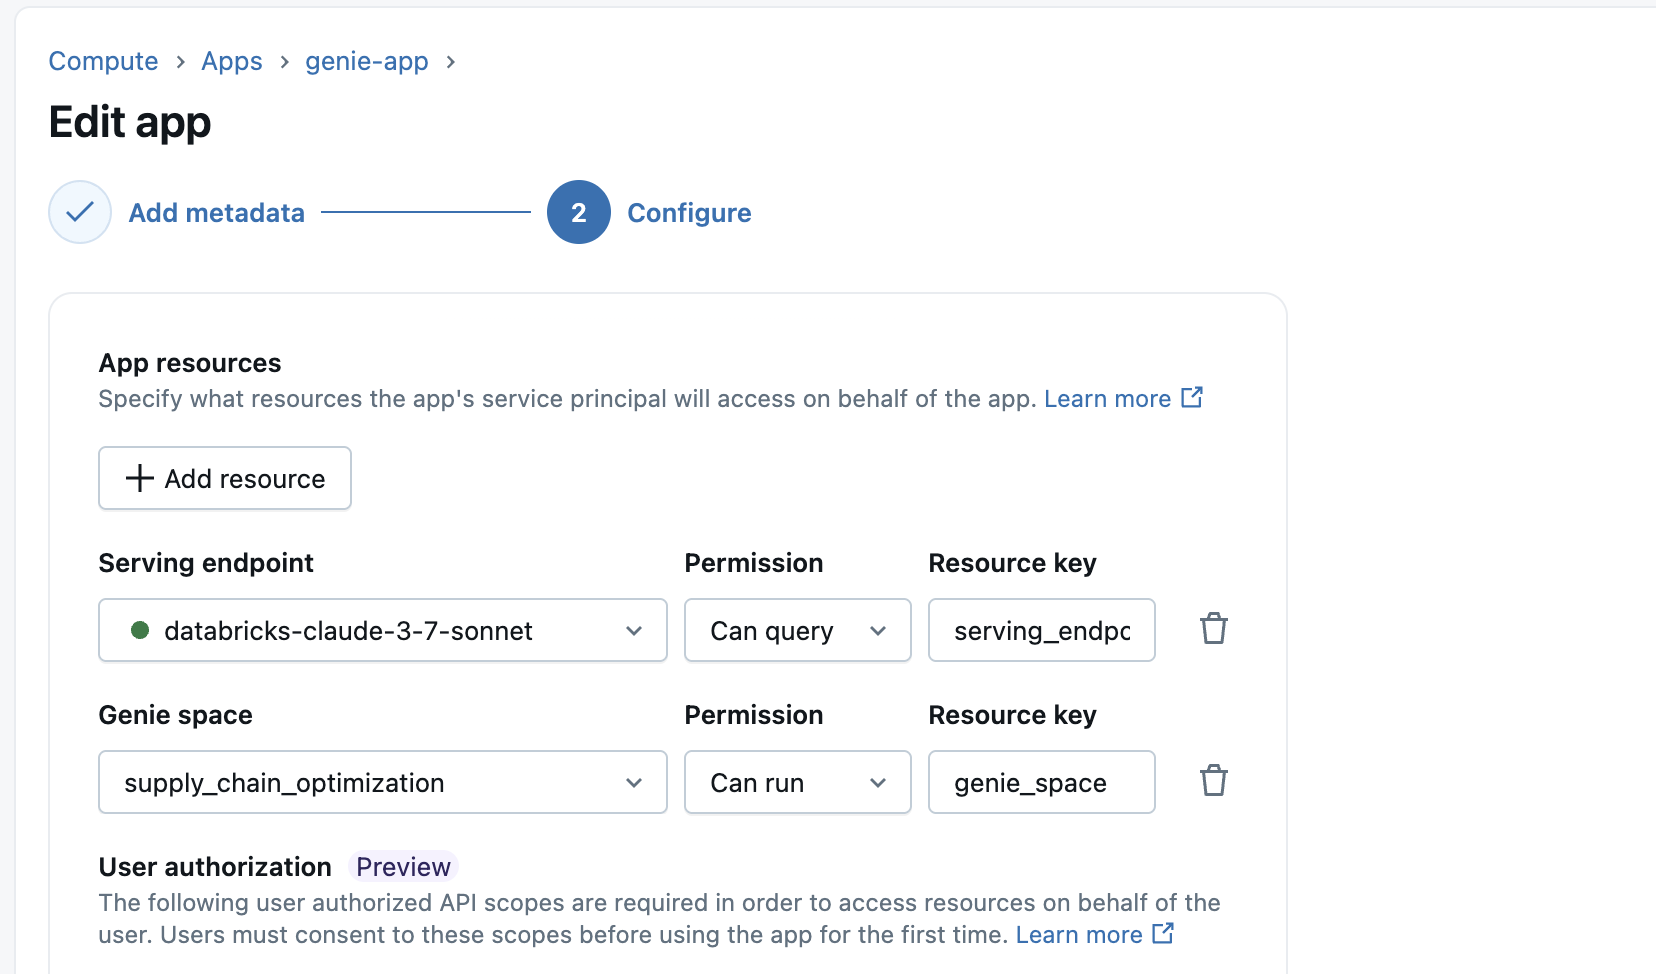 Compute > Apps > genie-app >
Edit app
Add metadata
2 Configure
App resources
Specify what resources the app's service principal will access on behalf of the app. Learn more
Add resource
Serving endpoint Permission Resource key
databricks-claude-3-7-sonnet Can query serving_endpo
Genie space Permission Resource key
supply_chain_optimization Can run genie_space
User authorization Preview
The following user authorized API scopes are required in order to access resources on behalf of the
user. Users must consent to these scopes before using the app for the first time. Learn more